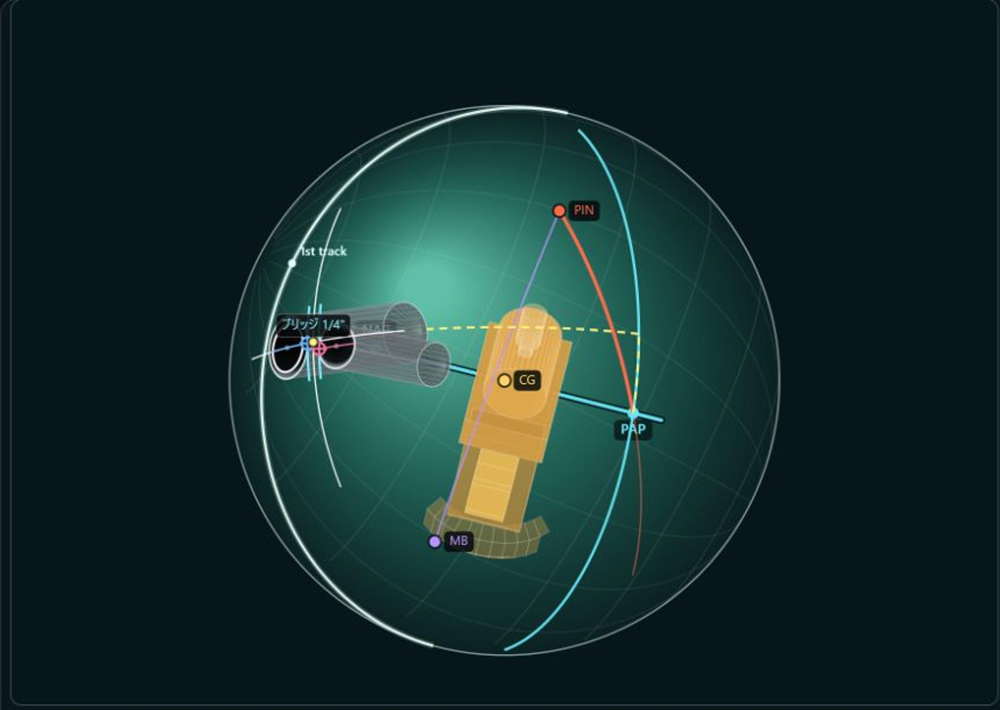 PIN
1st track
ブリッジ 1/4"
CG
PAP
MB